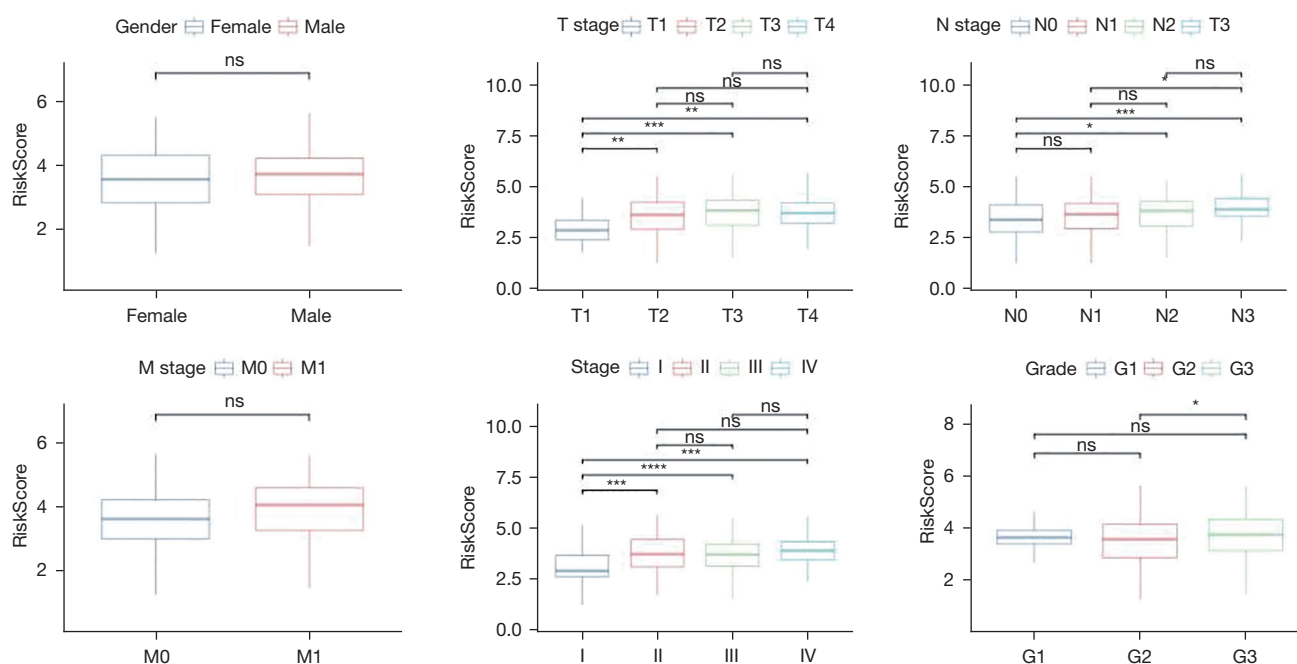 Gender Female Male
ns
6
4
2
RiskScore
Female Male
T stage T1 T2 T3 T4
ns
ns
ns
**
***
**
10.0
7.5
5.0
2.5
0.0
RiskScore
T1 T2 T3 T4
N stage N0 N1 N2 T3
ns
*
ns
***
*
ns
10.0
7.5
5.0
2.5
0.0
RiskScore
N0 N1 N2 N3
M stage M0 M1
ns
6
4
2
RiskScore
M0 M1
Stage I II III IV
ns
ns
ns
***
****
***
10.0
7.5
5.0
2.5
0.0
RiskScore
I II III IV
Grade G1 G2 G3
*
ns
ns
8
6
4
2
RiskScore
G1 G2 G3